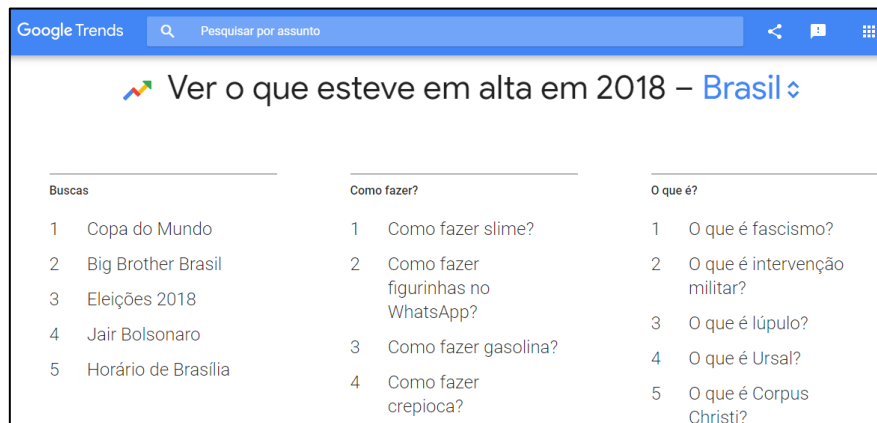 Google Trends
Pesquisar por assunto
Ver o que esteve em alta em 2018 – Brasil
Buscas
1 Copa do Mundo
2 Big Brother Brasil
3 Eleições 2018
4 Jair Bolsonaro
5 Horário de Brasília
Como fazer?
1 Como fazer slime?
2 Como fazer
figurinhas no
WhatsApp?
3 Como fazer gasolina?
4 Como fazer
crepioca?
O que é?
1 O que é fascismo?
2 O que é intervenção
militar?
3 O que é lúpulo?
4 O que é Ursal?
5 O que é Corpus
Christi?